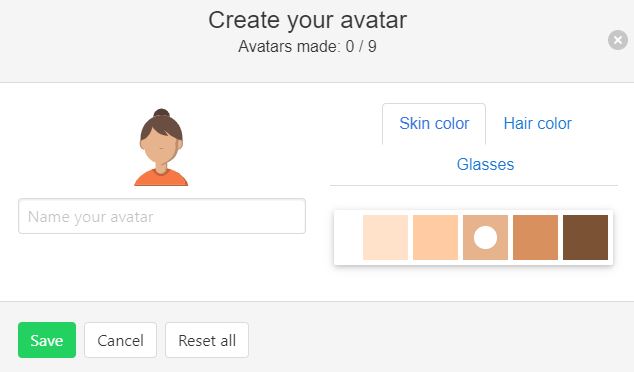 Create your avatar
Avatars made: 0 / 9
Name your avatar
Skin color
Hair color
Glasses
Save
Cancel
Reset all